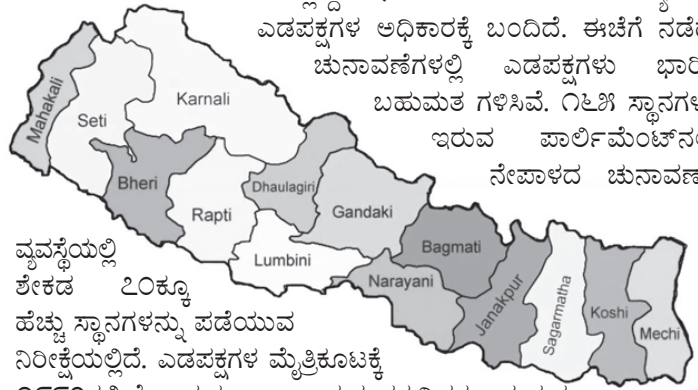 ಎಡಪಕ್ಷಗಳ ಅಧಿಕಾರಕ್ಕೆ ಬಂದಿದೆ. ಈಚೆಗೆ
ಚುನಾವಣೆಗಳಲ್ಲಿ ಎಡಪಕ್ಷಗಳು
ಬಹುಮತ ಗಳಿಸಿವೆ. ೧೬೫
ಇರುವ
ನೇಪಾಳದ
ವ್ಯವಸ್ಥೆಯಲ್ಲಿ
ಶೇಕಡ ೭೦ಕ್ಕೂ
ಹೆಚ್ಚು ಸ್ಥಾನಗಳನ್ನು ಪಡೆಯುವ
ನಿರೀಕ್ಷೆಯಲ್ಲಿದೆ. ಎಡಪಕ್ಷಗಳ ಮೈತ್ರಿಕೂಟಕ್ಕೆ
Mahakali
Seti
Karnali
Bheri
Rapti
Dhaulagiri
Gandaki
Lumbini
Bagmati
Narayani
Janakpur
Sagarmatha
Koshi
Mechi